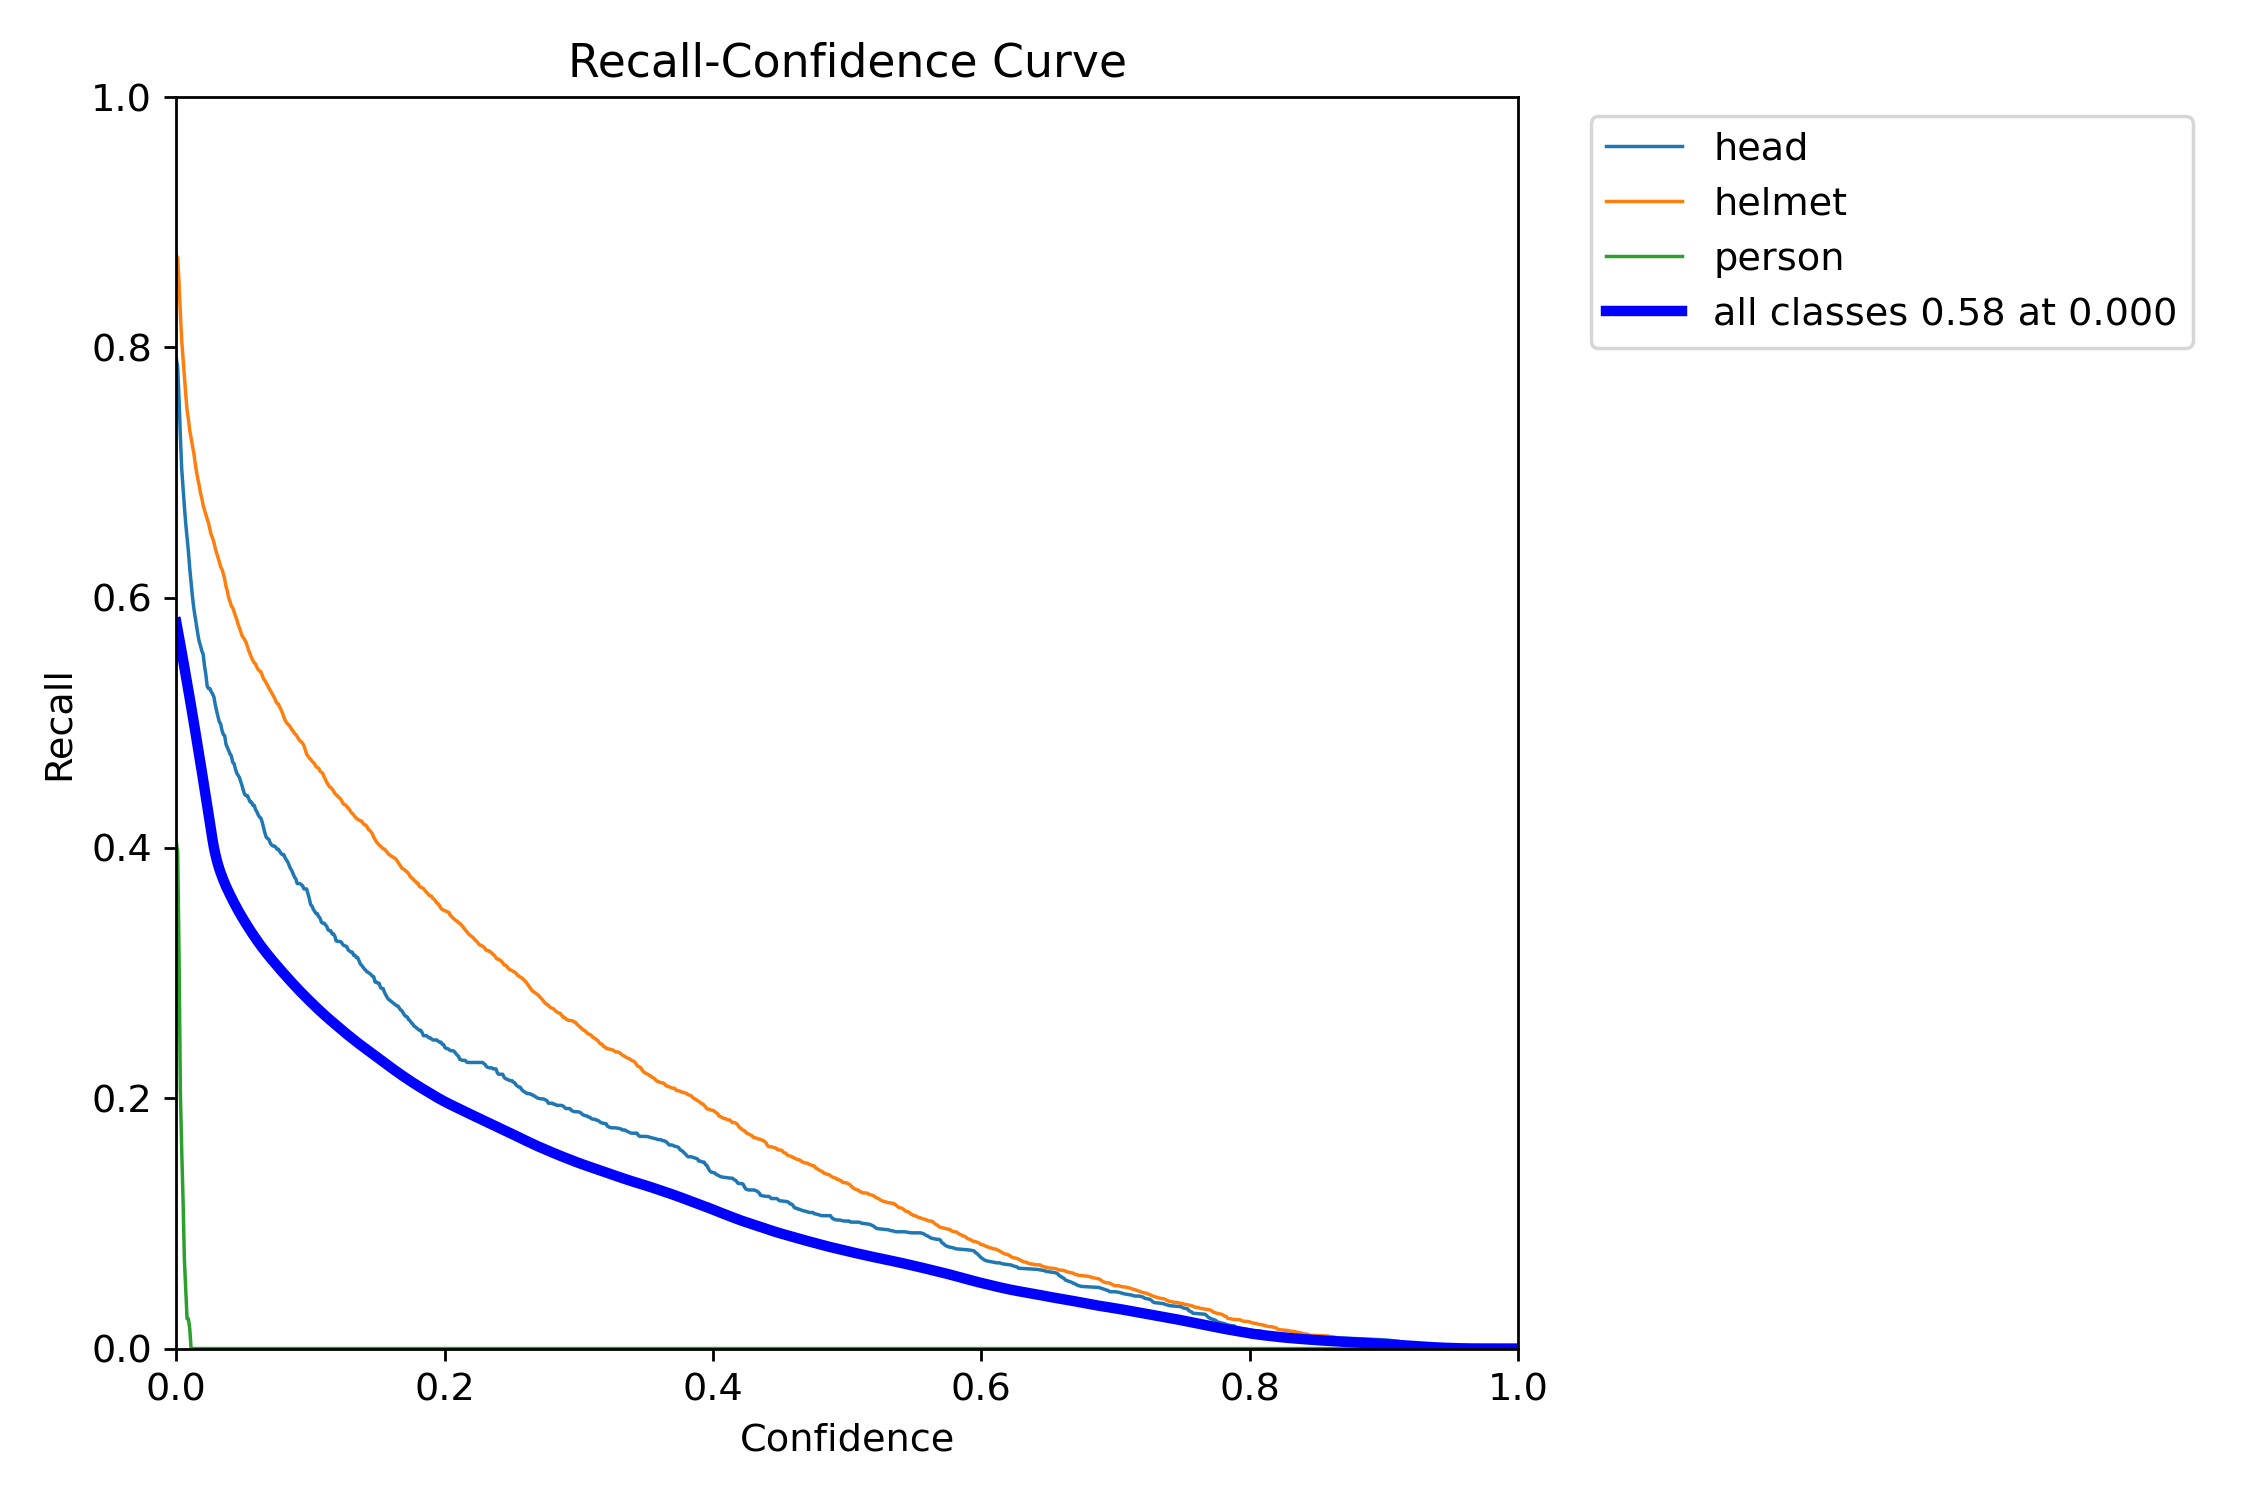 Recall-Confidence Curve
1.0
0.8
0.6
0.4
0.2
0.0
Recall
0.0 0.2 0.4 0.6 0.8 1.0
Confidence
head
helmet
person
all classes 0.58 at 0.000